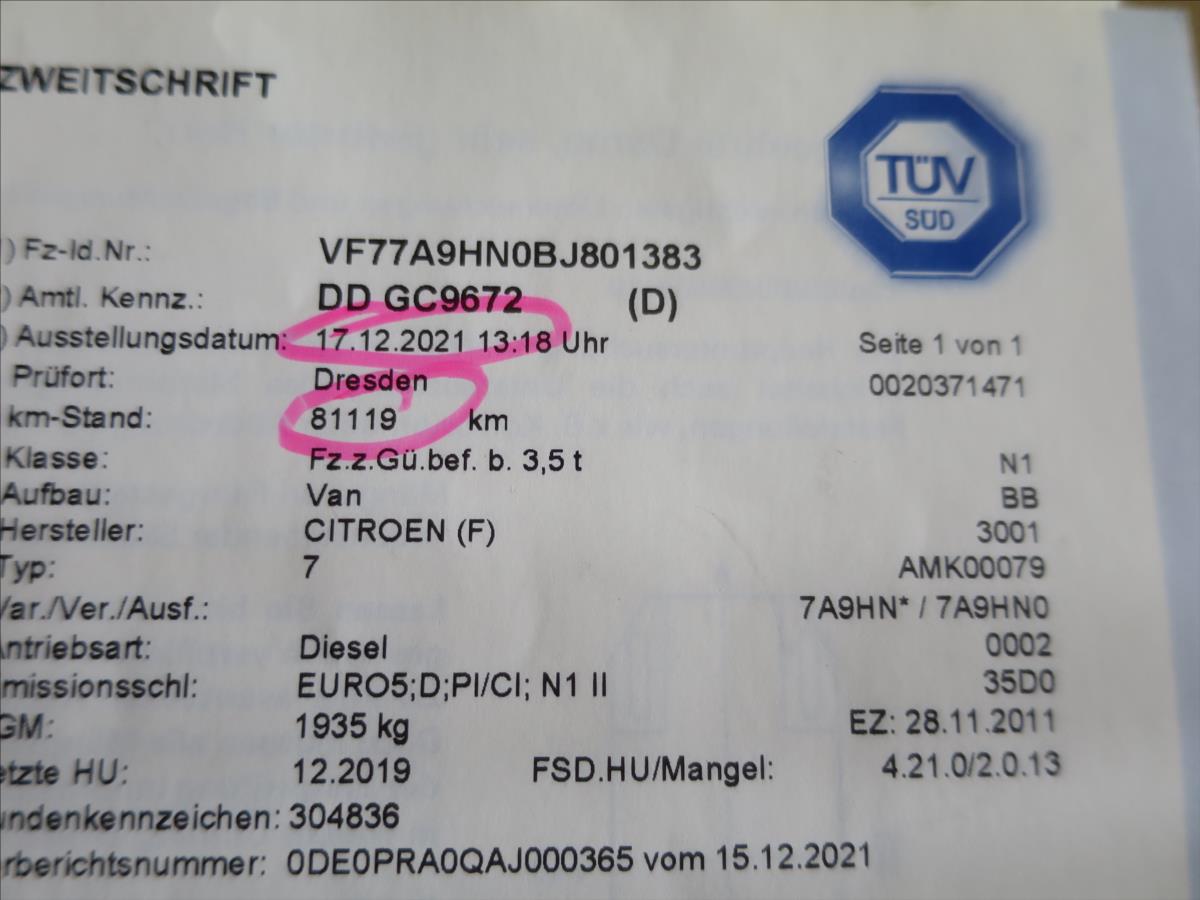 ZWEITSCHRIFT
TÜV
SÜD
) Fz-Id.Nr.: VF77A9HN0BJ801383
) Amtl. Kennz.: DD GC9672 (D)
) Ausstellungsdatum: 17.12.2021 13:18 Uhr Seite 1 von 1
Prüfort: Dresden 0020371471
km-Stand: 81119 km
Klasse: Fz.z.Gü.bef. b. 3,5 t N1
Aufbau: Van BB
Hersteller: CITROEN (F) 3001
Typ: 7 AMK00079
Var./Ver./Ausf.: 7A9HN* / 7A9HN0
ntriebsart: Diesel 0002
missionsschl: EURO5;D;PI/CI; N1 II 35D0
GM: 1935 kg EZ: 28.11.2011
etzte HU: 12.2019 FSD.HU/Mangel: 4.21.0/2.0.13
undenkennzeichen: 304836
rberichtsnummer: 0DE0PRA0QAJ000365 vom 15.12.2021